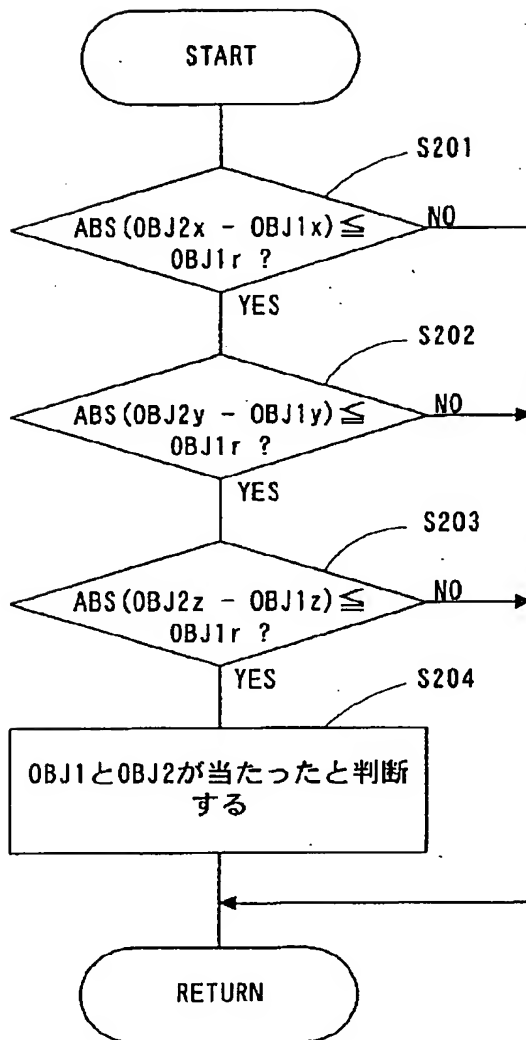 START
S201
ABS(OBJ2x - OBJ1x)≦
OBJ1r ?
NO
YES
S202
ABS(OBJ2y - OBJ1y)≦
OBJ1r ?
NO
YES
S203
ABS(OBJ2z - OBJ1z)≦
OBJ1r ?
NO
YES
S204
OBJ1とOBJ2が当たったと判断
する
RETURN